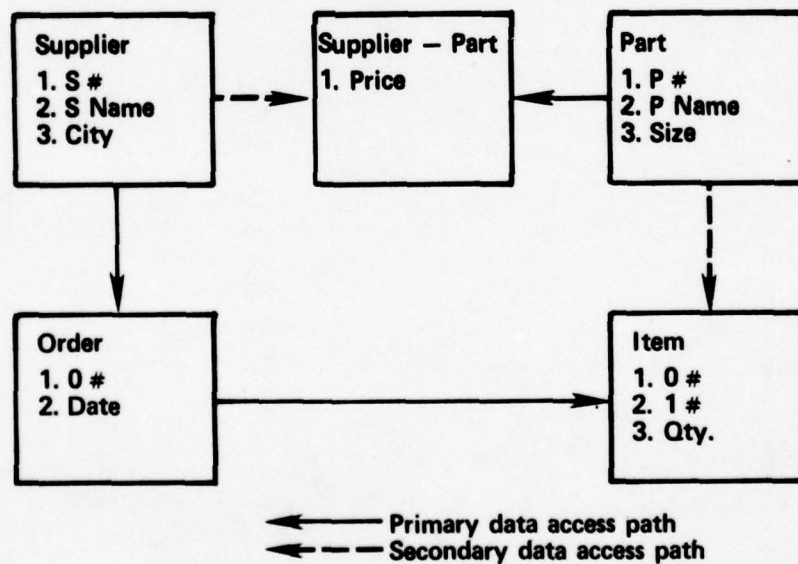 Supplier
1. S #
2. S Name
3. City
Supplier – Part
1. Price
Part
1. P #
2. P Name
3. Size
Order
1. 0 #
2. Date
Item
1. 0 #
2. 1 #
3. Qty.
Primary data access path
Secondary data access path